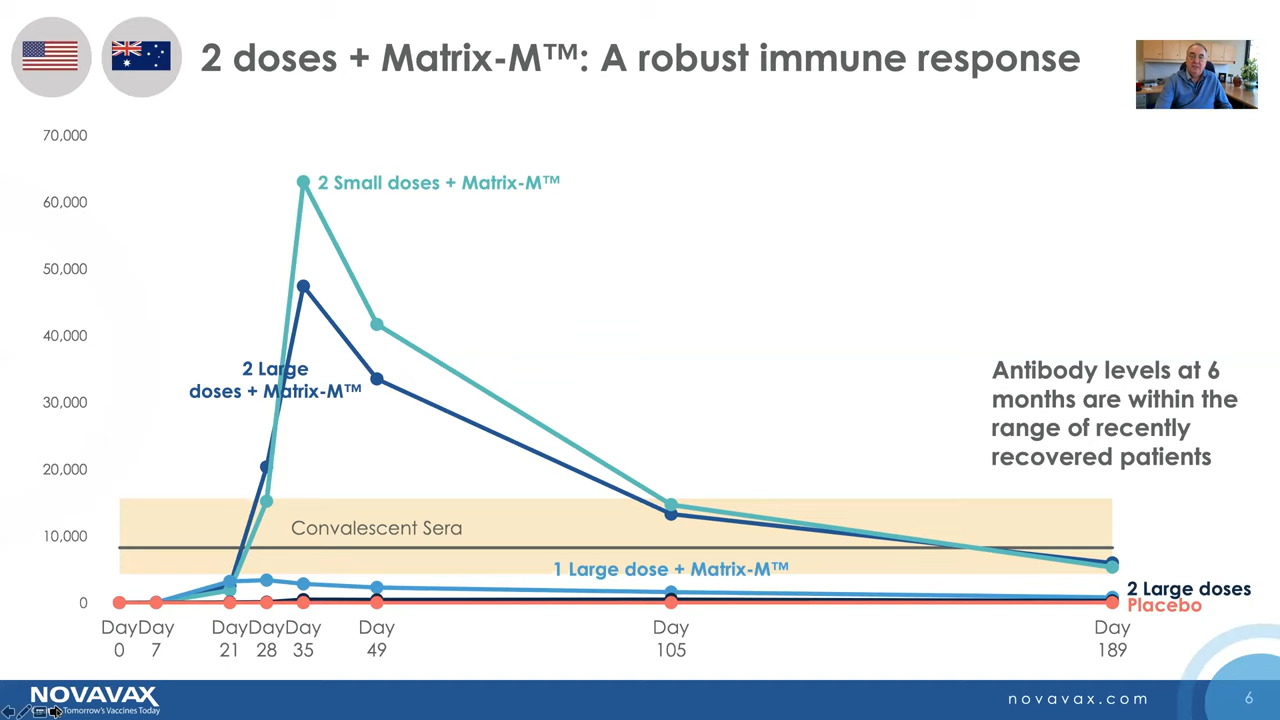 2 doses + Matrix-M™: A robust immune response
70,000
60,000
50,000
40,000
30,000
20,000
10,000
0
2 Small doses + Matrix-M™
2 Large
doses + Matrix-M™
Antibody levels at 6
months are within the
range of recently
recovered patients
Convalescent Sera
1 Large dose + Matrix-M™
2 Large doses
Placebo
Day 0
Day 7
Day 21
Day 28
Day 35
Day 49
Day 105
Day 189
NOVAVAX
Tomorrow's Vaccines Today
novavax.com
6